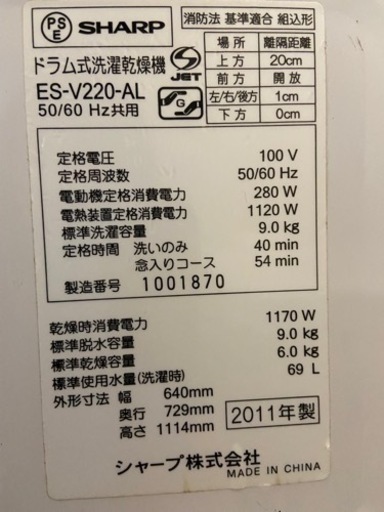 PS
E
SHARP
ドラム式洗濯乾燥機
ES-V220-AL
50/60 Hz共用
S-JET
G
消防法 基準適合 組込形
場所 離隔距離
上方 20cm
前方 開放
左/右/後方 1cm
下方 0cm
定格電圧 100 V
定格周波数 50/60 Hz
電動機定格消費電力 280 W
電熱装置定格消費電力 1120 W
標準洗濯容量 9.0 kg
定格時間 洗いのみ 40 min
念入りコース 54 min
製造番号 1001870
乾燥時消費電力 1170 W
標準脱水容量 9.0 kg
標準乾燥容量 6.0 kg
標準使用水量(洗濯時) 69 L
外形寸法 幅 640mm
奥行 729mm
高さ 1114mm
2011年製
シャープ株式会社
MADE IN CHINA